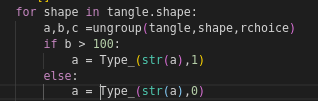 for shape in tangle.shape:
    a,b,c =ungroup(tangle,shape,rchoice)
    if b > 100:
        a = Type_(str(a),1)
    else:
        a = Type_(str(a),0)